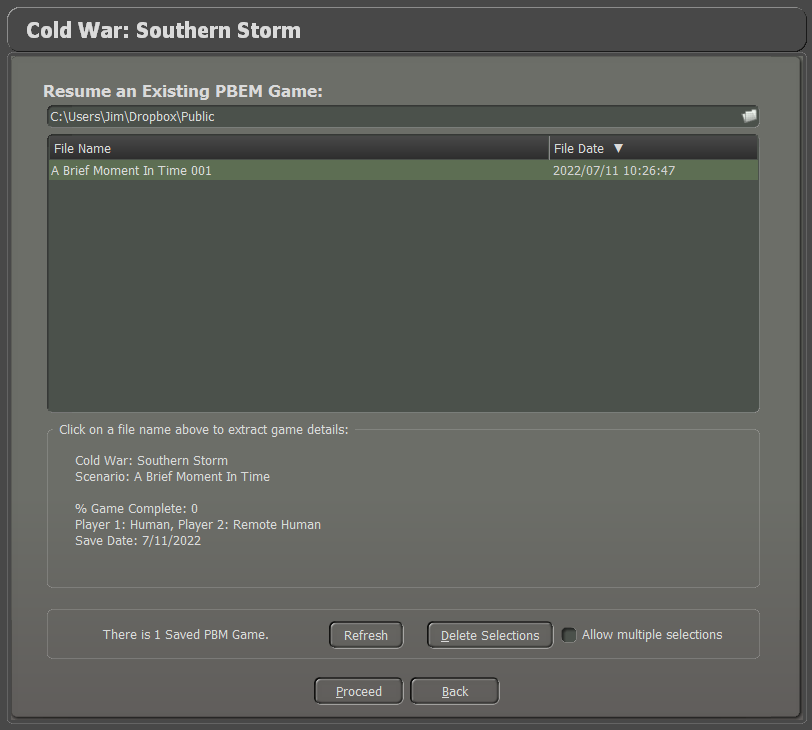 Cold War: Southern Storm
Resume an Existing PBEM Game:
C:\Users\Jim\Dropbox\Public
File Name File Date ▼
A Brief Moment In Time 001 2022/07/11 10:26:47
Click on a file name above to extract game details:
Cold War: Southern Storm
Scenario: A Brief Moment In Time
% Game Complete: 0
Player 1: Human, Player 2: Remote Human
Save Date: 7/11/2022
There is 1 Saved PBM Game. Refresh Delete Selections Allow multiple selections
Proceed Back